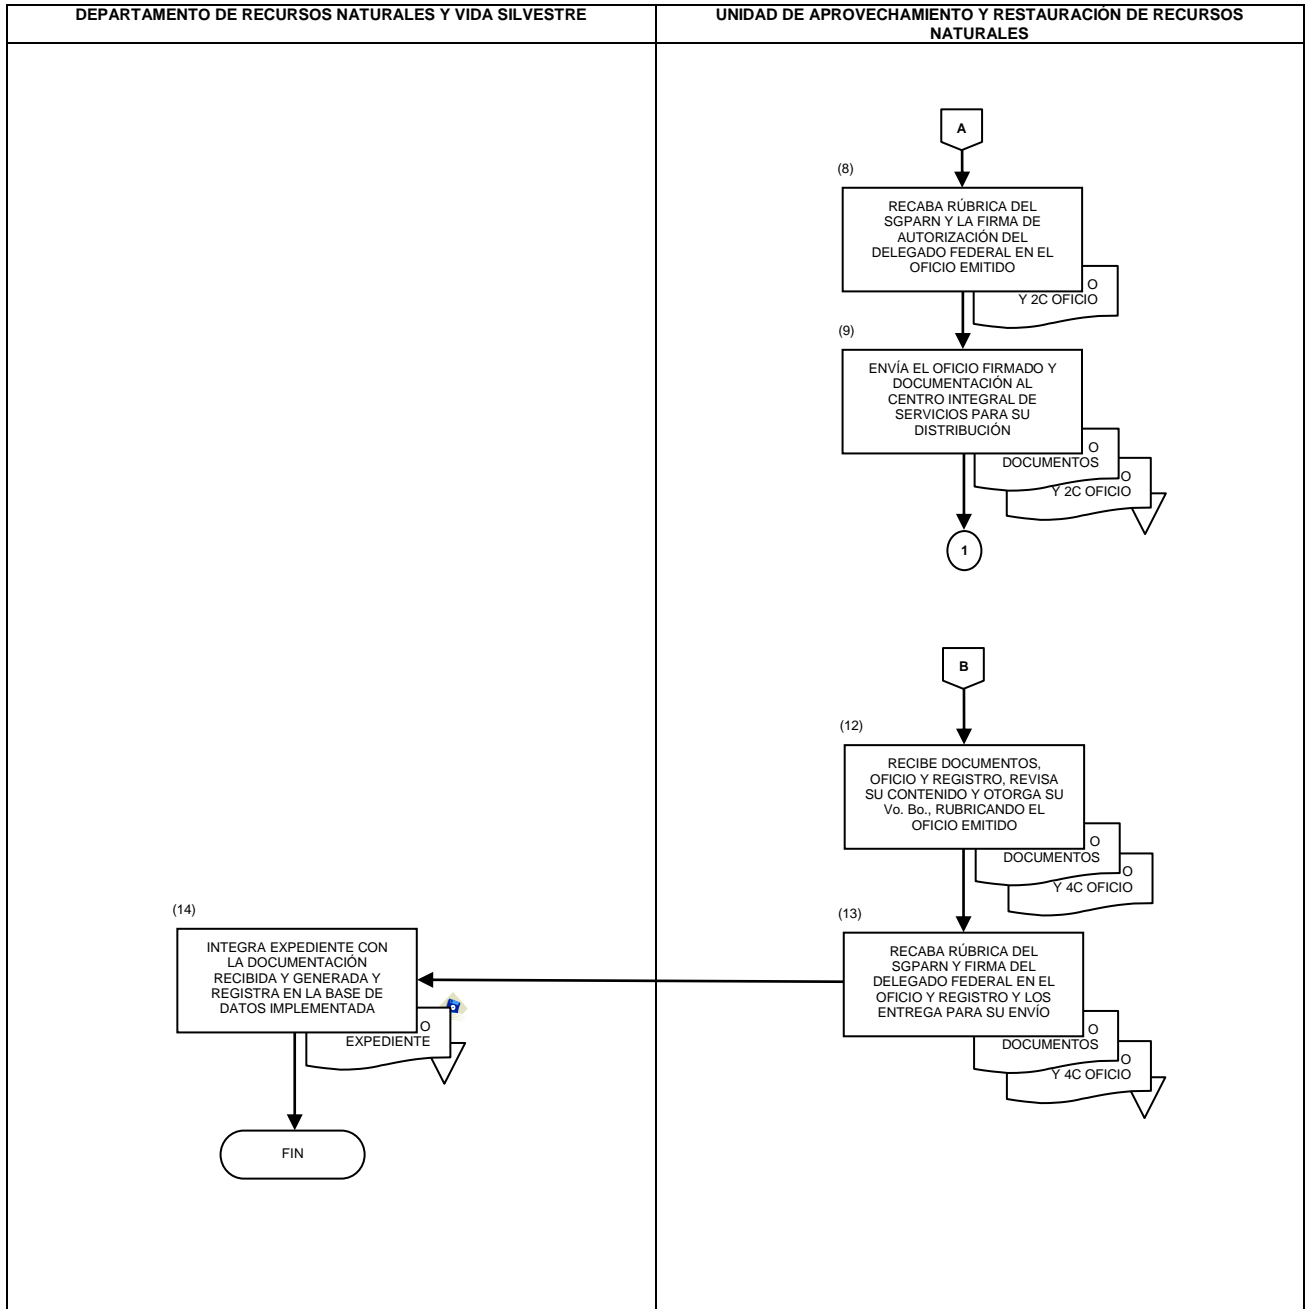 DEPARTAMENTO DE RECURSOS NATURALES Y VIDA SILVESTRE
UNIDAD DE APROVECHAMIENTO Y RESTAURACIÓN DE RECURSOS
NATURALES
A
(8)
RECABA RÚBRICA DEL
SGPARN Y LA FIRMA DE
AUTORIZACIÓN DEL
DELEGADO FEDERAL EN EL
OFICIO EMITIDO
O
Y 2C OFICIO
(9)
ENVÍA EL OFICIO FIRMADO Y
DOCUMENTACIÓN AL
CENTRO INTEGRAL DE
SERVICIOS PARA SU
DISTRIBUCIÓN
O
DOCUMENTOS
O
Y 2C OFICIO
1
B
(12)
RECIBE DOCUMENTOS,
OFICIO Y REGISTRO, REVISA
SU CONTENIDO Y OTORGA SU
Vo. Bo., RUBRICANDO EL
OFICIO EMITIDO
O
DOCUMENTOS
O
Y 4C OFICIO
(13)
RECABA RÚBRICA DEL
SGPARN Y FIRMA DEL
DELEGADO FEDERAL EN EL
OFICIO Y REGISTRO Y LOS
ENTREGA PARA SU ENVÍO
O
DOCUMENTOS
O
Y 4C OFICIO
(14)
INTEGRA EXPEDIENTE CON
LA DOCUMENTACIÓN
RECIBIDA Y GENERADA Y
REGISTRA EN LA BASE DE
DATOS IMPLEMENTADA
O
EXPEDIENTE
FIN